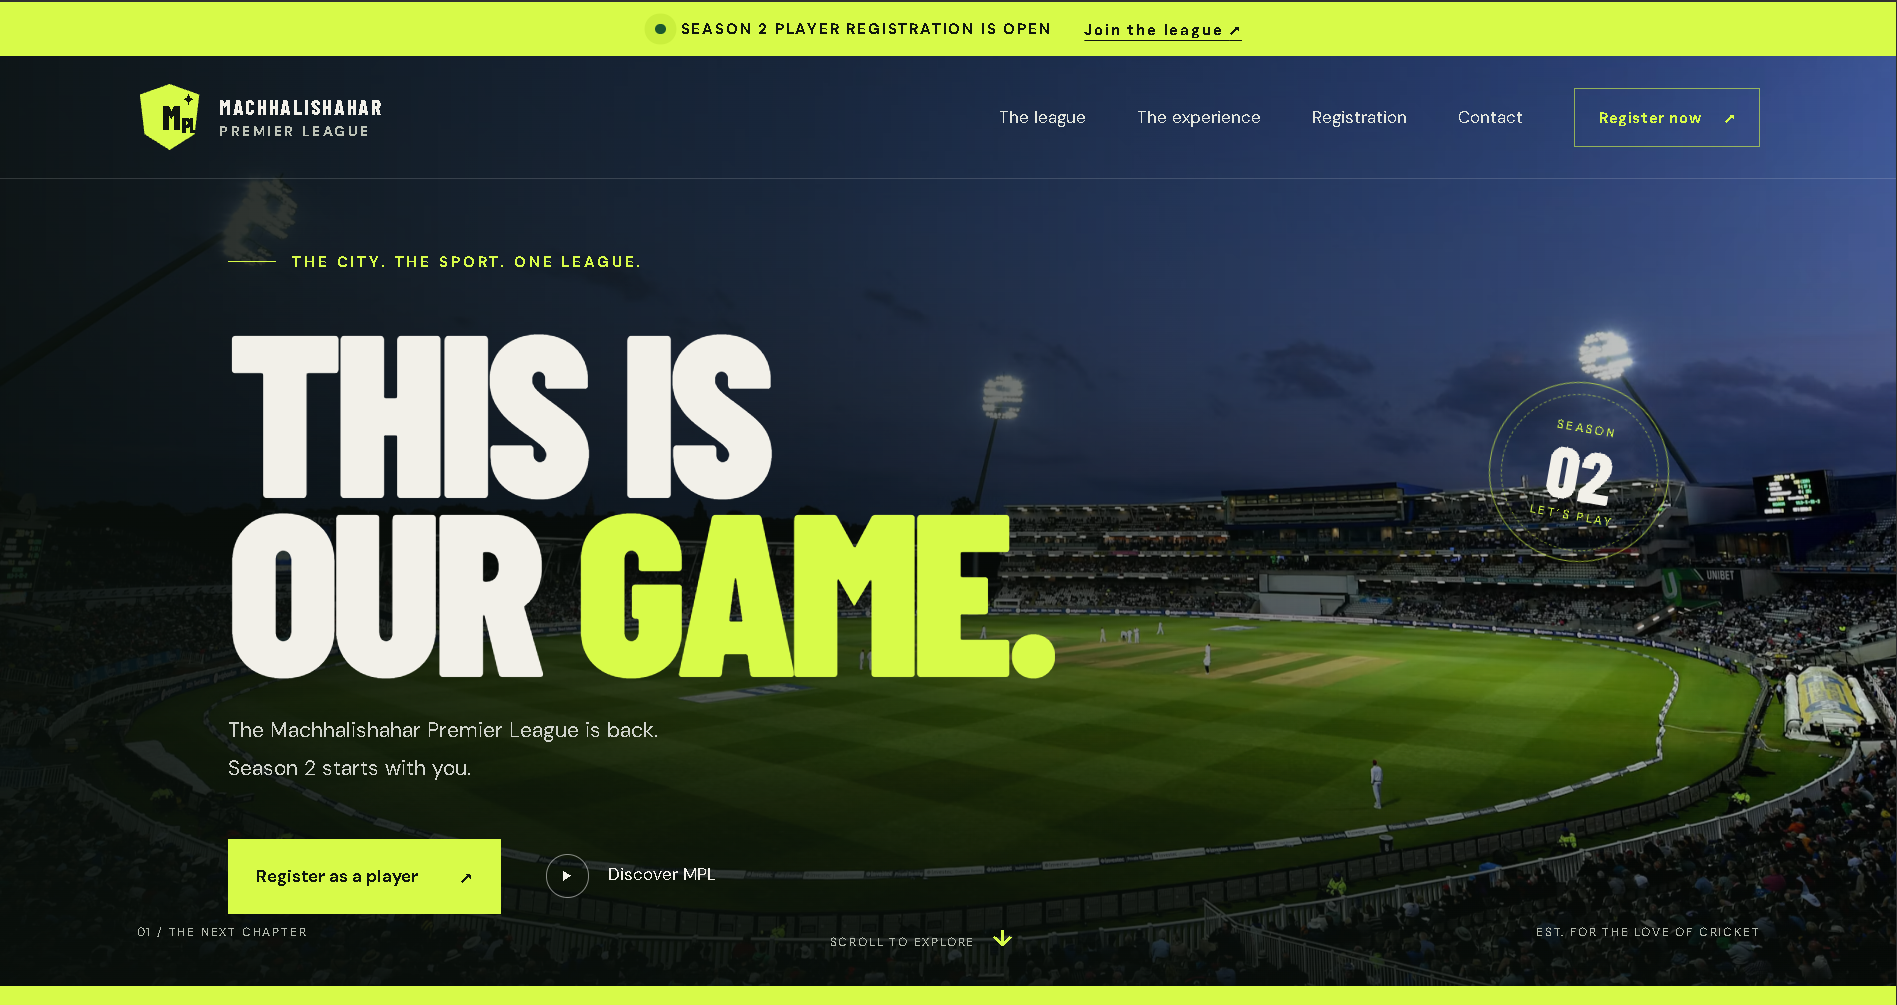 SEASON 2 PLAYER REGISTRATION IS OPEN Join the league ↗
MPL
MACHHALISHAHAR
PREMIER LEAGUE
The league
The experience
Registration
Contact
Register now ↗
THE CITY. THE SPORT. ONE LEAGUE.
THIS IS
OUR GAME.
SEASON
02
LET'S PLAY
UNIBET
The Machhalishahar Premier League is back.
Season 2 starts with you.
Register as a player ↗
Discover MPL
01 / THE NEXT CHAPTER
SCROLL TO EXPLORE
EST. FOR THE LOVE OF CRICKET